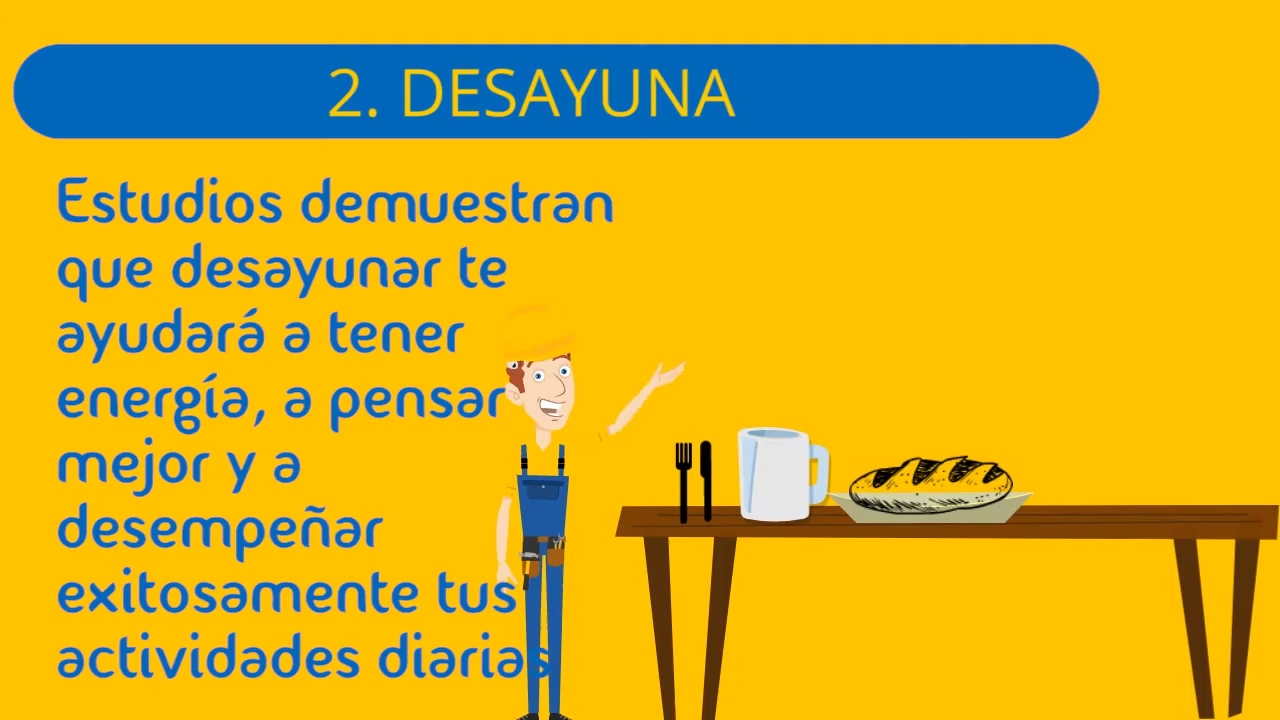 2. DESAYUNA
Estudios demuestran
que desayunar te
ayudará a tener
energía, a pensar
mejor y a
desempeñar
exitosamente tus
actividades diarias